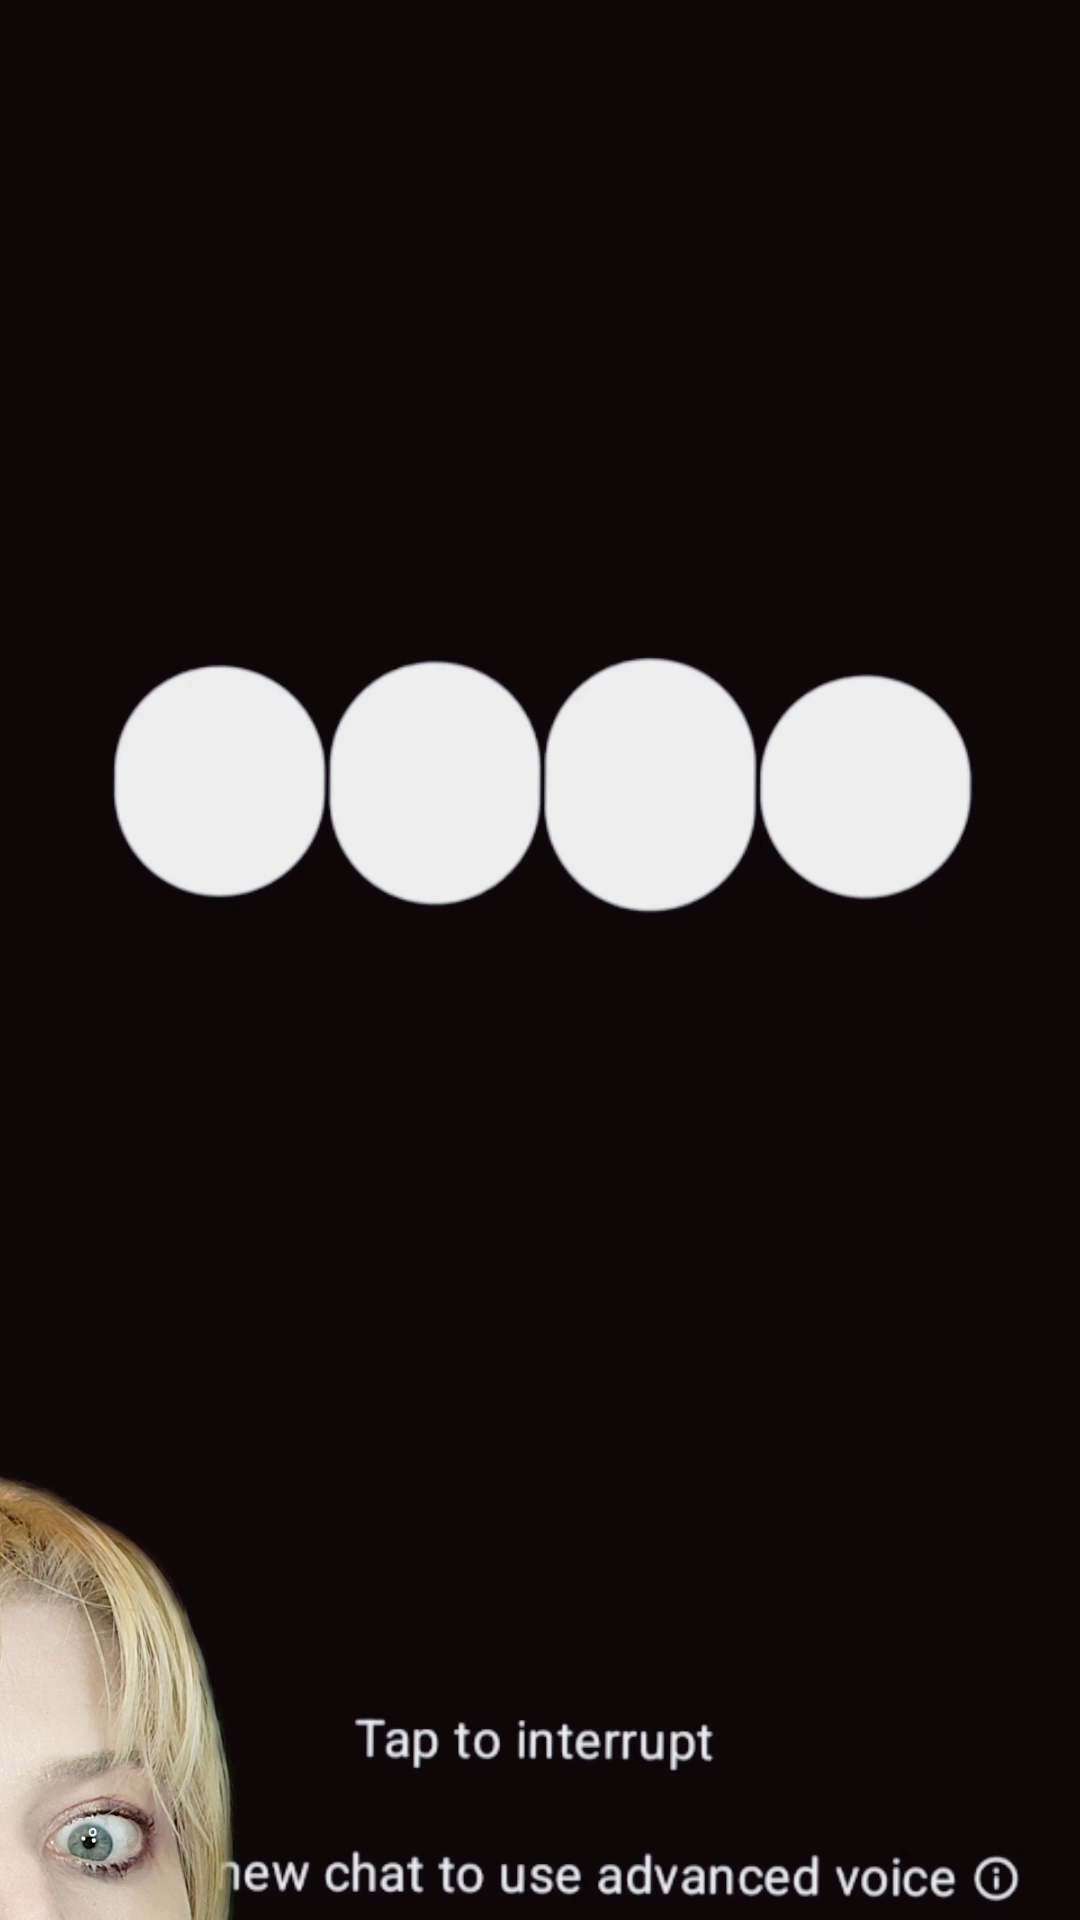 Tap to interrupt
new chat to use advanced voice